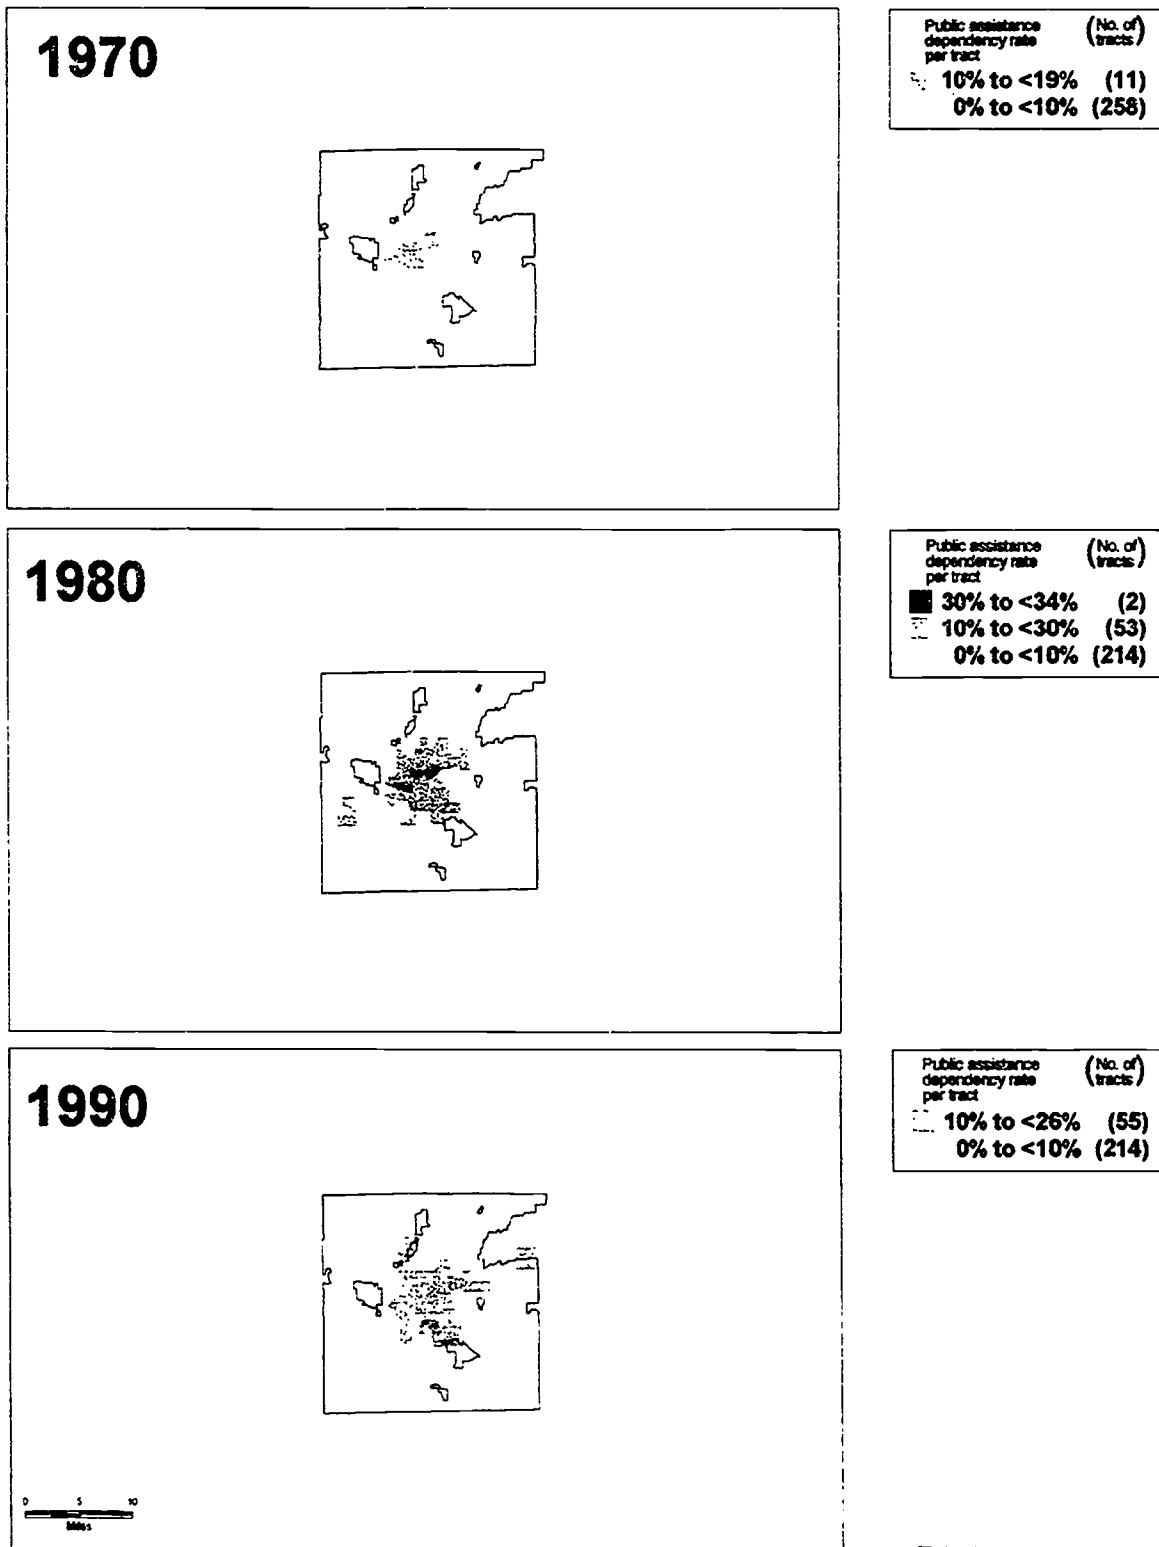 1970
Public assistance (No. of
dependency rate tracts)
per tract
10% to <19% (11)
0% to <10% (258)
1980
Public assistance (No. of
dependency rate tracts)
per tract
30% to <34% (2)
10% to <30% (53)
0% to <10% (214)
1990
Public assistance (No. of
dependency rate tracts)
per tract
10% to <26% (55)
0% to <10% (214)
0 5 10
Miles